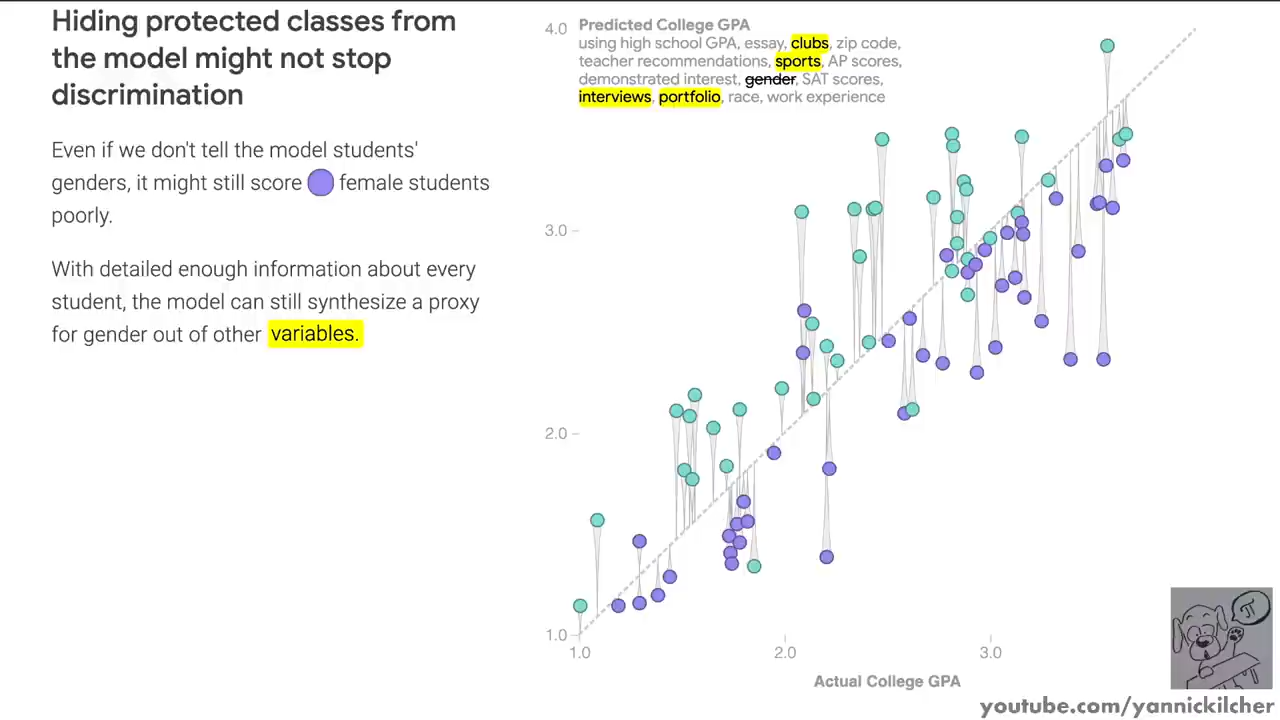 Hiding protected classes from
the model might not stop
discrimination
Even if we don't tell the model students'
genders, it might still score female students
poorly.
With detailed enough information about every
student, the model can still synthesize a proxy
for gender out of other variables.
4.0
Predicted College GPA
using high school GPA, essay, clubs, zip code,
teacher recommendations, sports, AP scores,
demonstrated interest, gender, SAT scores,
interviews, portfolio, race, work experience
3.0
2.0
1.0
1.0 2.0 3.0
Actual College GPA
π
youtube.com/yannickilcher